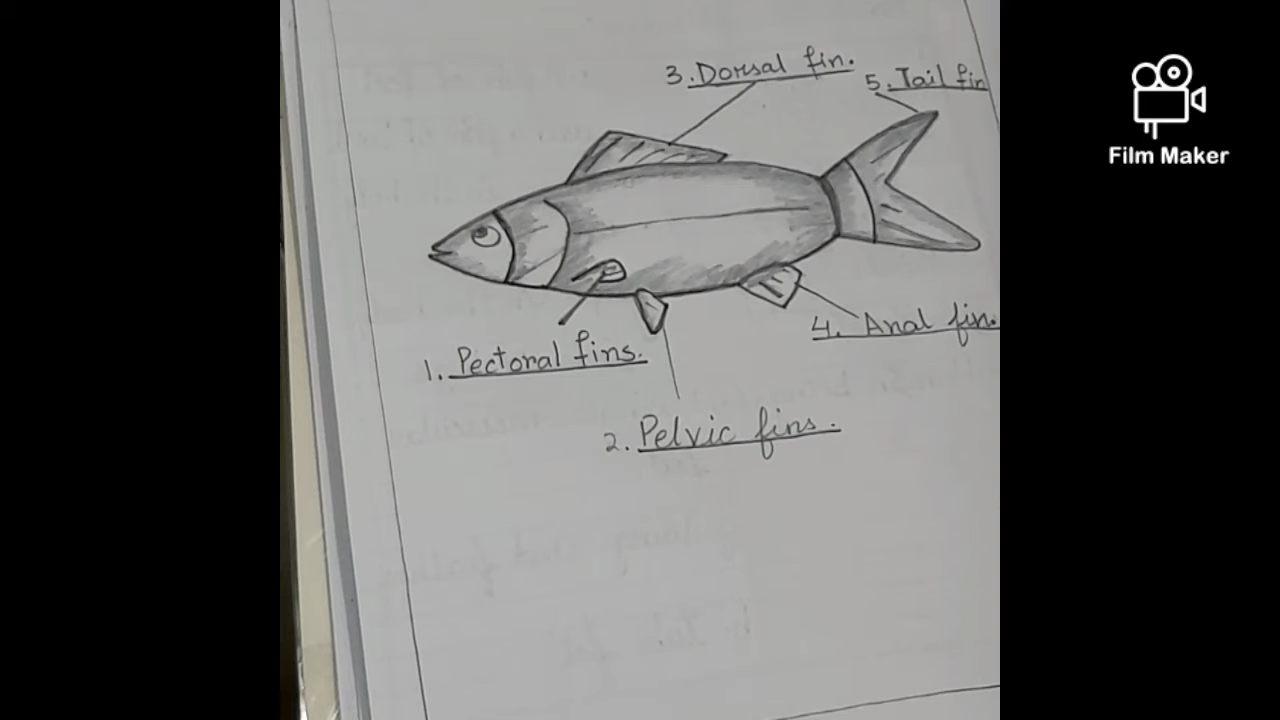 3. Dorsal fin.
5. Tail fin
Film Maker
4. Anal fin.
1. Pectoral fins.
2. Pelvic fins.